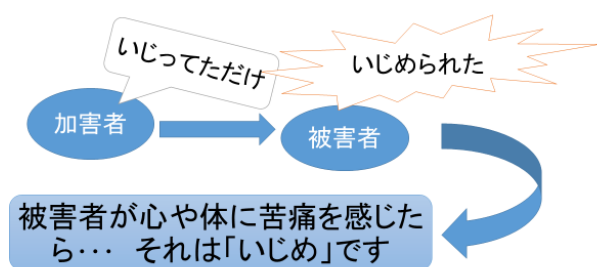 いじってただけ
いじめられた
加害者
被害者
被害者が心や体に苦痛を感じた
ら･･･ それは｢いじめ｣です